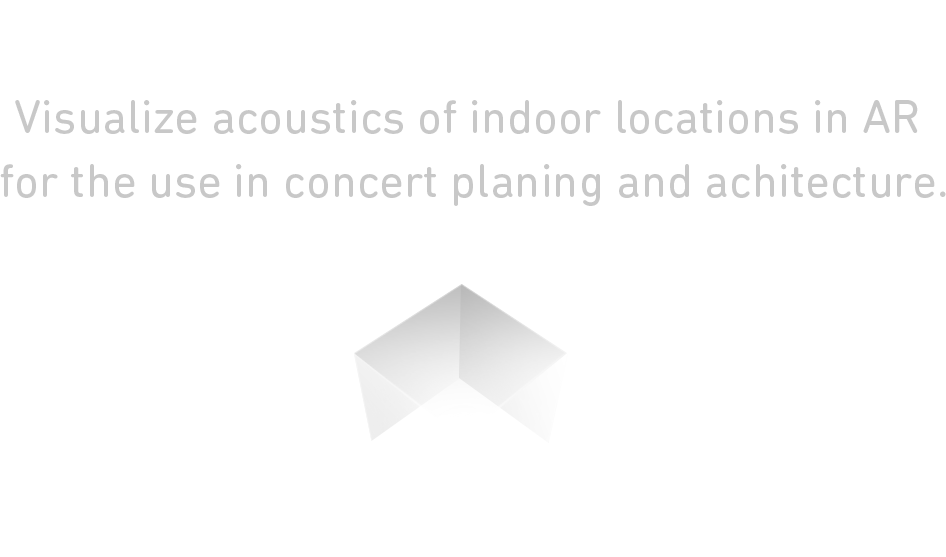 Visualize acoustics of indoor locations in AR
for the use in concert planing and achitecture.